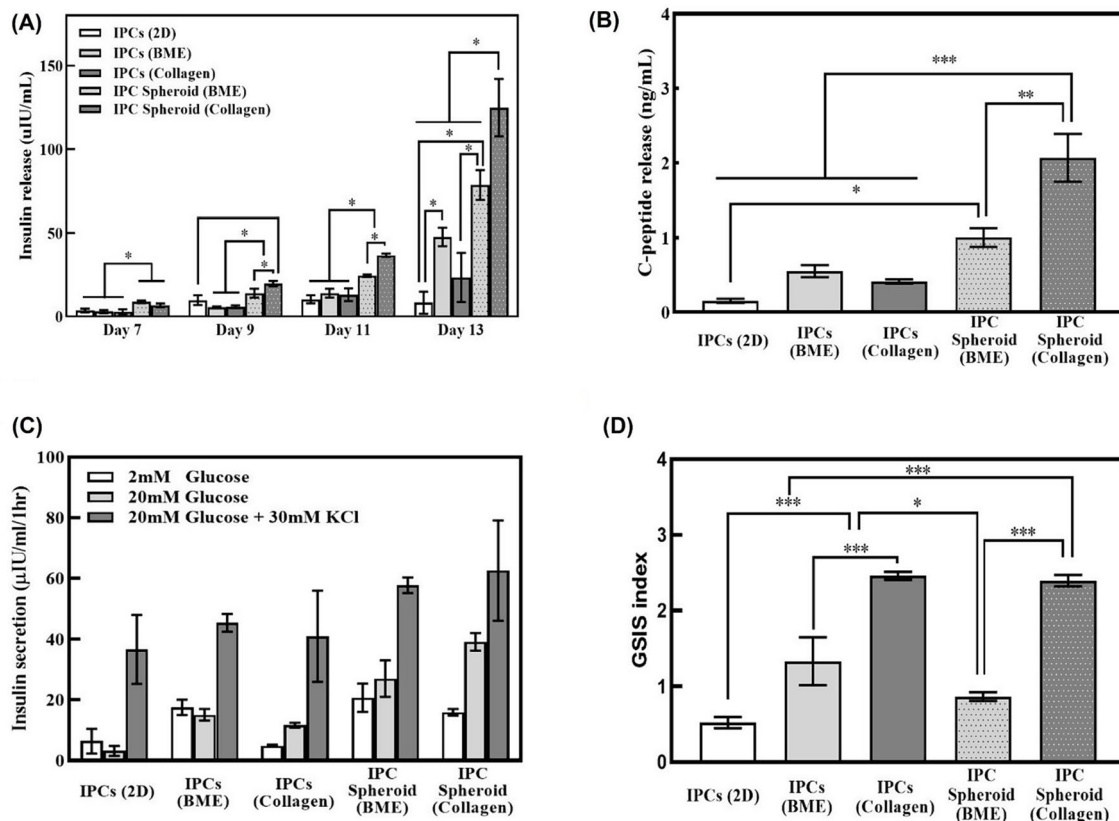 (A)
Insulin release (uIU/mL)
150
100
50
0
IPCs (2D)
IPCs (BME)
IPCs (Collagen)
IPC Spheroid (BME)
IPC Spheroid (Collagen)
*
*
*
*
*
*
*
*
*
*
Day 7
Day 9
Day 11
Day 13
(B)
C-peptide release (ng/mL)
4
3
2
1
0
***
**
*
IPCs (2D)
IPCs
(BME)
IPCs
(Collagen)
IPC
Spheroid
(BME)
IPC
Spheroid
(Collagen)
(C)
Insulin secretion (μIU/ml/1hr)
100
80
60
40
20
0
2mM Glucose
20mM Glucose
20mM Glucose + 30mM KCl
IPCs (2D)
IPCs
(BME)
IPCs
(Collagen)
IPC
Spheroid
(BME)
IPC
Spheroid
(Collagen)
(D)
GSIS index
4
3
2
1
0
***
***
*
***
***
IPCs (2D)
IPCs
(BME)
IPCs
(Collagen)
IPC
Spheroid
(BME)
IPC
Spheroid
(Collagen)